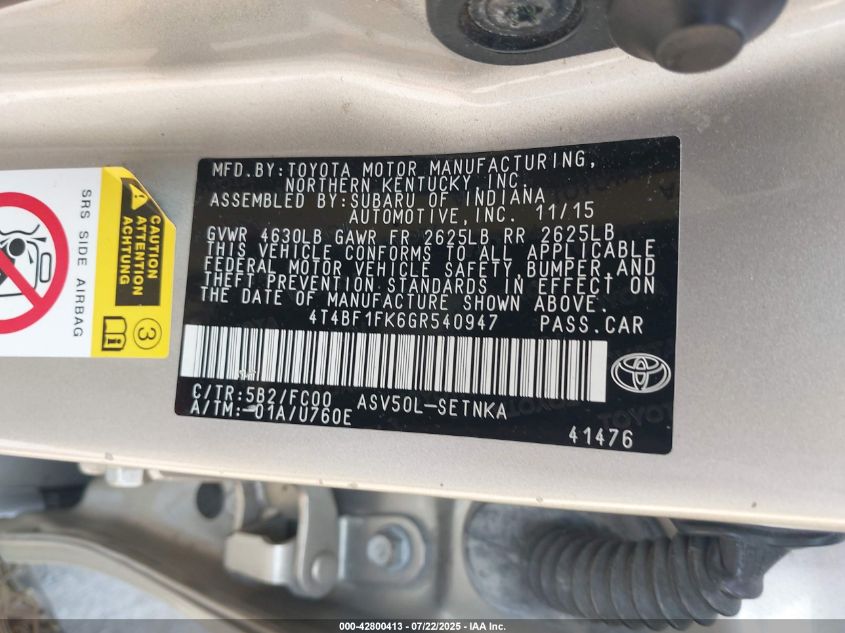 MFD.BY:TOYOTA MOTOR MANUFACTURING,
NORTHERN KENTUCKY,INC.
ASSEMBLED BY:SUBARU OF INDIANA
AUTOMOTIVE,INC. 11/15
GVWR 4630LB GAWR FR 2625LB RR 2625LB
THIS VEHICLE CONFORMS TO ALL APPLICABLE
FEDERAL MOTOR VEHICLE SAFETY,BUMPER,AND
THEFT PREVENTION STANDARDS IN EFFECT ON
THE DATE OF MANUFACTURE SHOWN ABOVE.
4T4BF1FK6GR540947 PASS.CAR
C/TR:5B2/FC00 ASV50L-SETNKA
A/TM:-01A/U760E
41476
SRS SIDE AIRBAG
CAUTION
ATTENTION
ACHTUNG
3
000-42800413 - 07/22/2025 - IAA Inc.